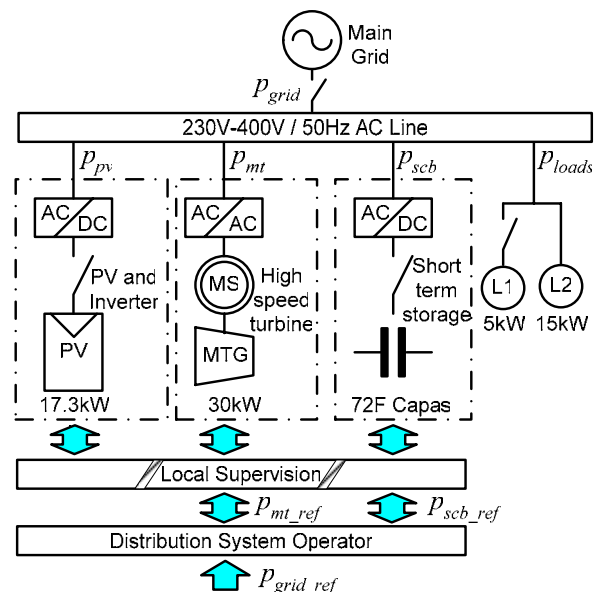 Main
Grid
p_grid
230V-400V / 50Hz AC Line
p_pv
p_mt
p_scb
p_loads
AC
DC
AC
AC
AC
DC
PV and
Inverter
MS
High
speed
turbine
Short
term
storage
L1
L2
5kW
15kW
PV
MTG
17.3kW
30kW
72F Capas
Local Supervision
p_mt_ref
p_scb_ref
Distribution System Operator
p_grid_ref